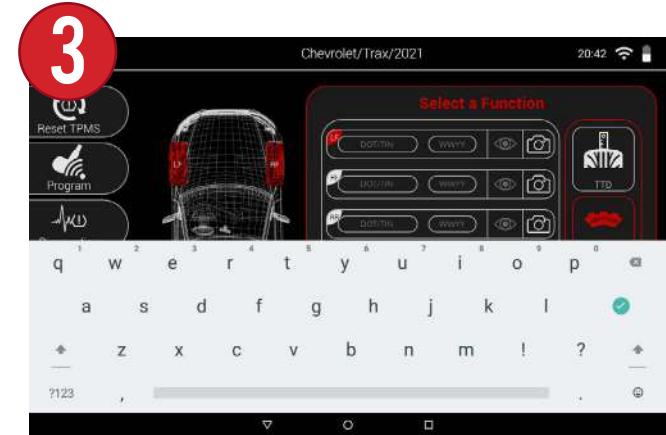 3
Chevrolet/Trax/2021
20:42
Reset TPMS
Program
Select a Function
LF DOT/TIN WWYY
RF DOT/TIN WWYY
RR DOT/TIN WWYY
TTD
LF RF
1 2 3 4 5 6 7 8 9 0
q w e r t y u i o p
a s d f g h j k l
z x c v b n m ! ?
?123 , .